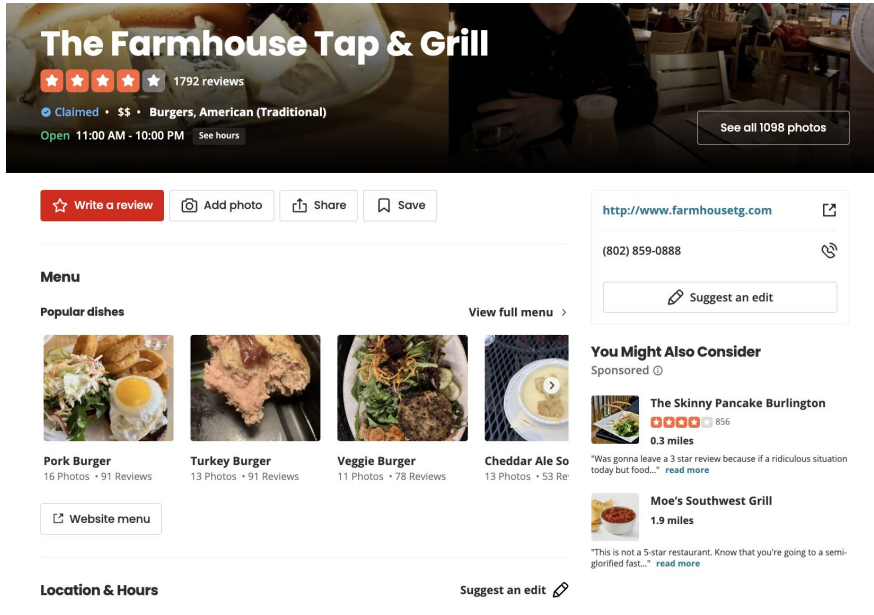 The Farmhouse Tap & Grill
1792 reviews
Claimed • $$ • Burgers, American (Traditional)
Open 11:00 AM - 10:00 PM See hours
See all 1098 photos
Write a review
Add photo
Share
Save
http://www.farmhousetg.com
(802) 859-0888
Suggest an edit
Menu
Popular dishes
View full menu
Pork Burger
16 Photos • 91 Reviews
Turkey Burger
13 Photos • 91 Reviews
Veggie Burger
11 Photos • 78 Reviews
Cheddar Ale So
13 Photos • 53 Re
Website menu
Location & Hours
Suggest an edit
You Might Also Consider
Sponsored
The Skinny Pancake Burlington
856
0.3 miles
"Was gonna leave a 3 star review because if a ridiculous situation
today but food..." read more
Moe's Southwest Grill
1.9 miles
"This is not a 5-star restaurant. Know that you're going to a semi-
glorified fast..." read more